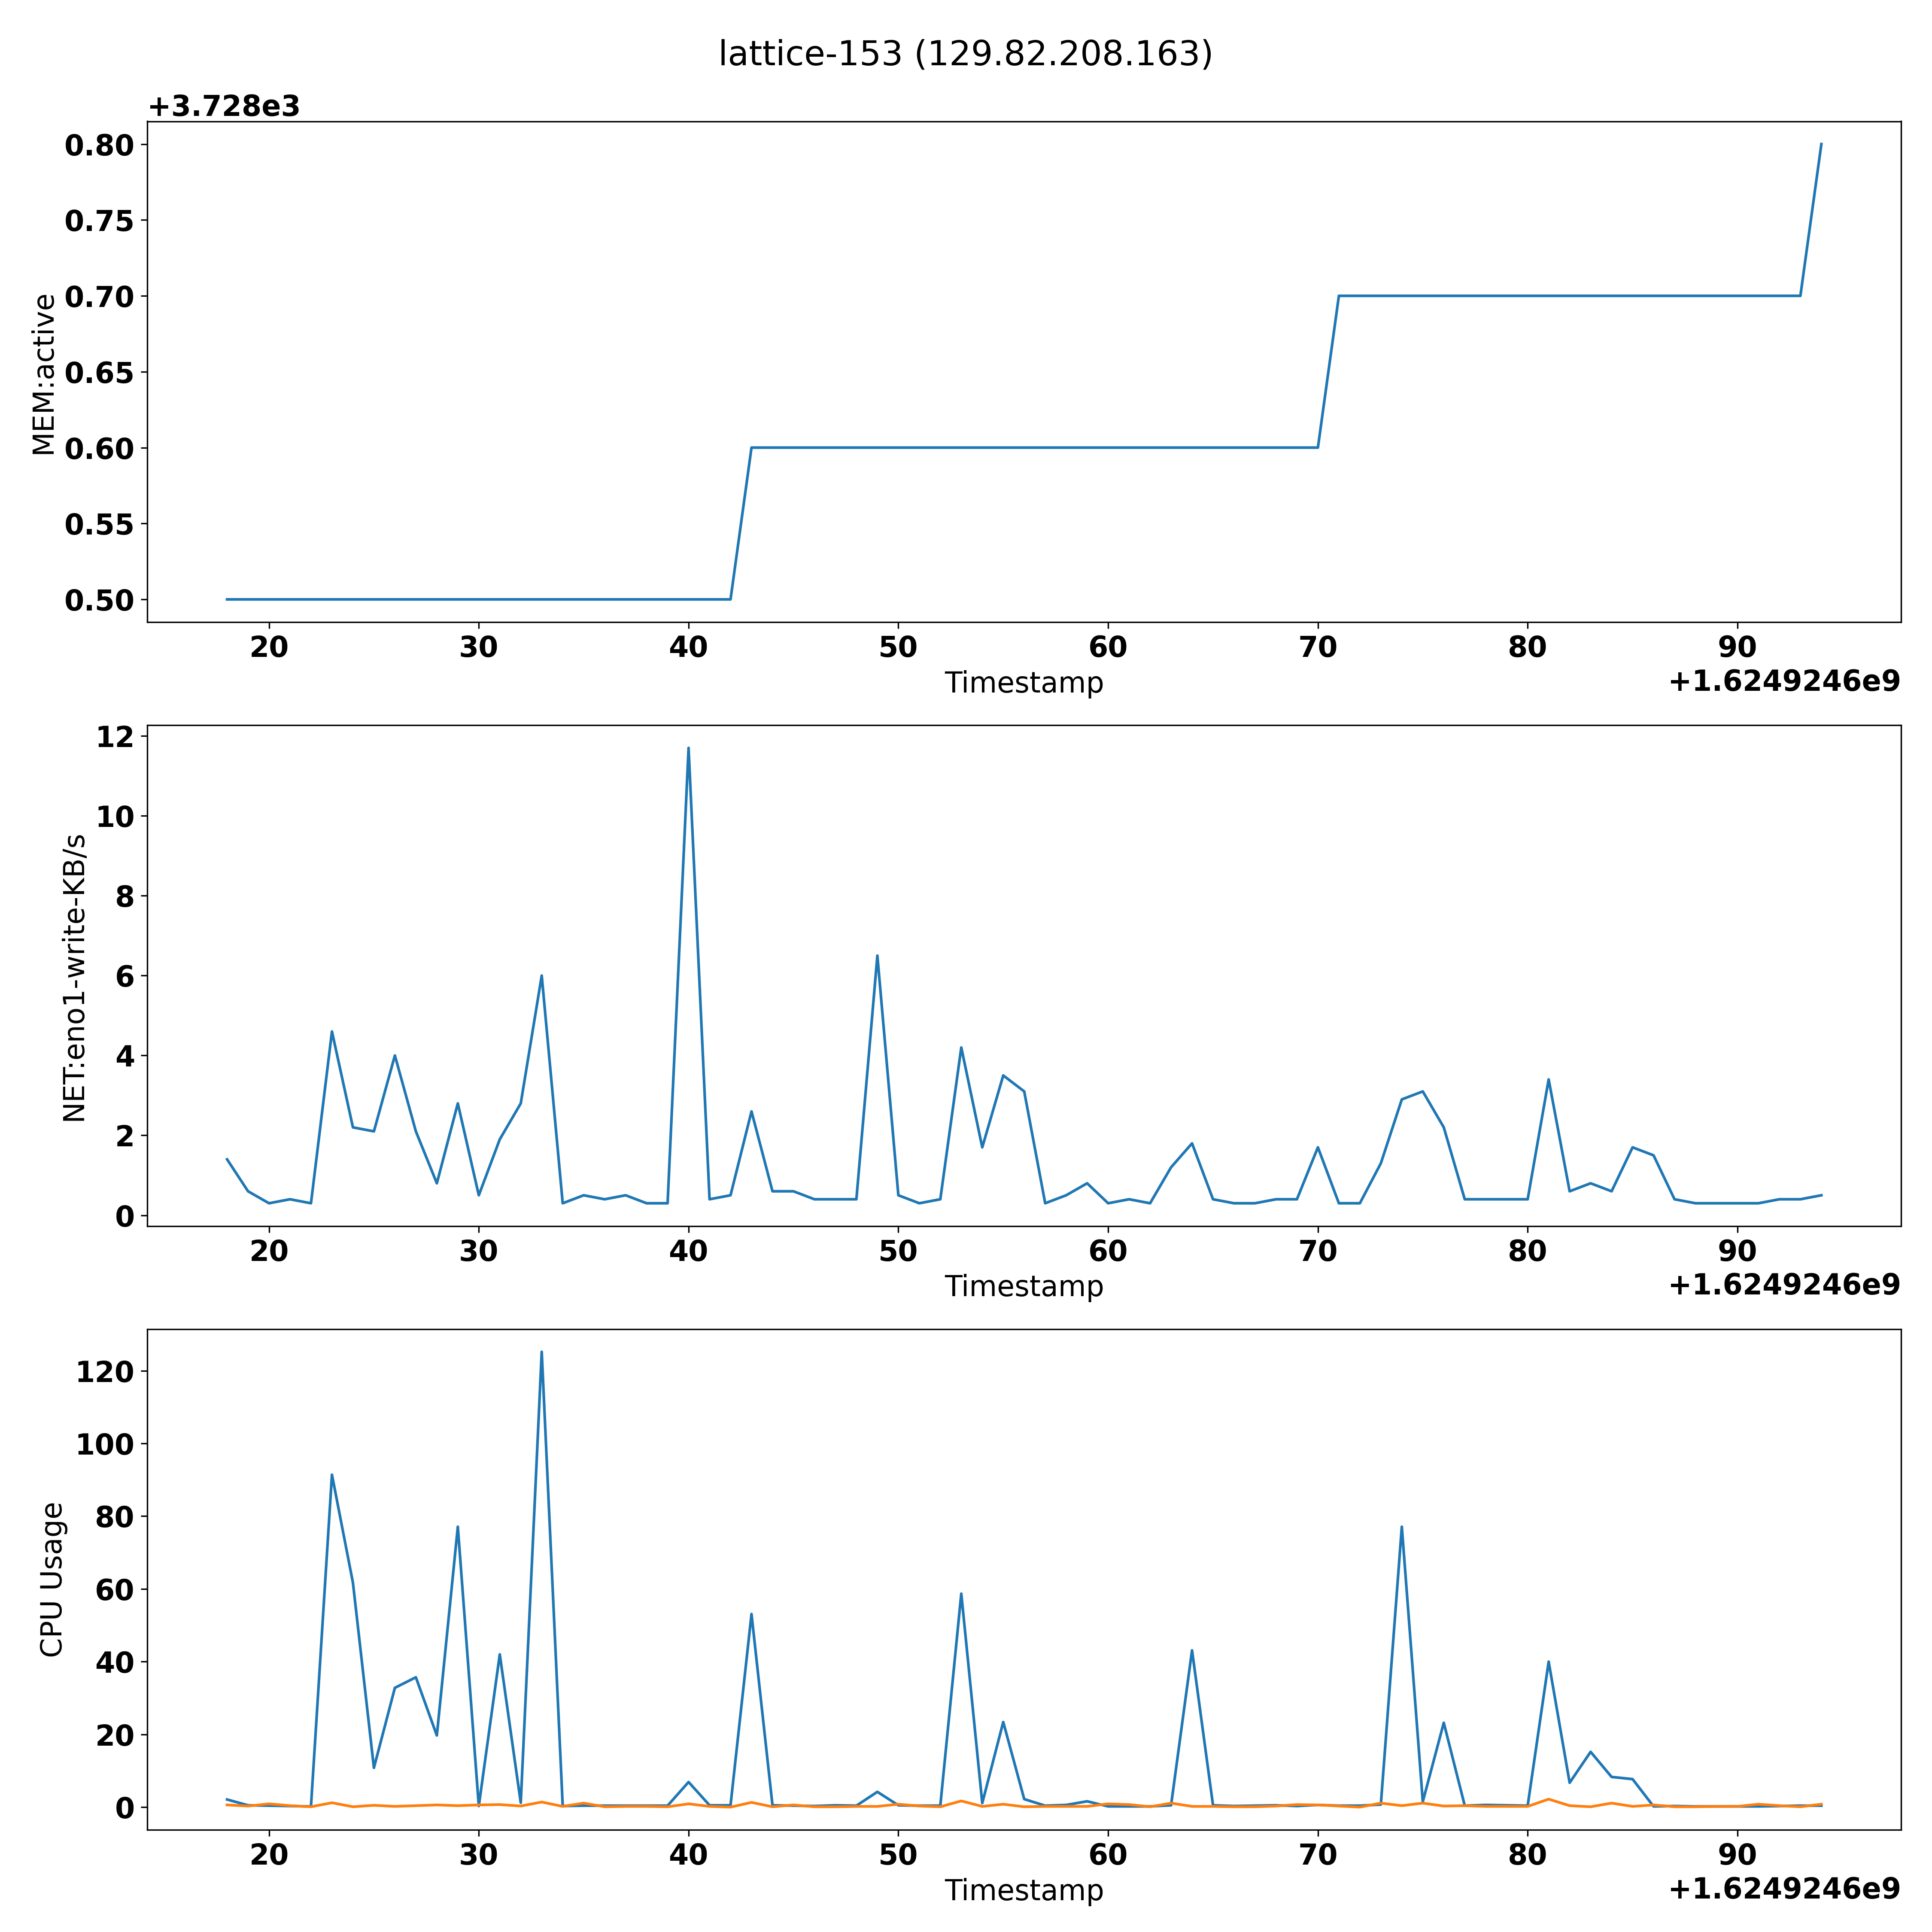 lattice-153 (129.82.208.163)
+3.728e3
0.80
0.75
0.70
0.65
0.60
0.55
0.50
MEM:active
20 30 40 50 60 70 80 90
Timestamp +1.6249246e9
12
10
8
6
4
2
0
NET:eno1-write-KB/s
20 30 40 50 60 70 80 90
Timestamp +1.6249246e9
120
100
80
60
40
20
0
CPU Usage
20 30 40 50 60 70 80 90
Timestamp +1.6249246e9